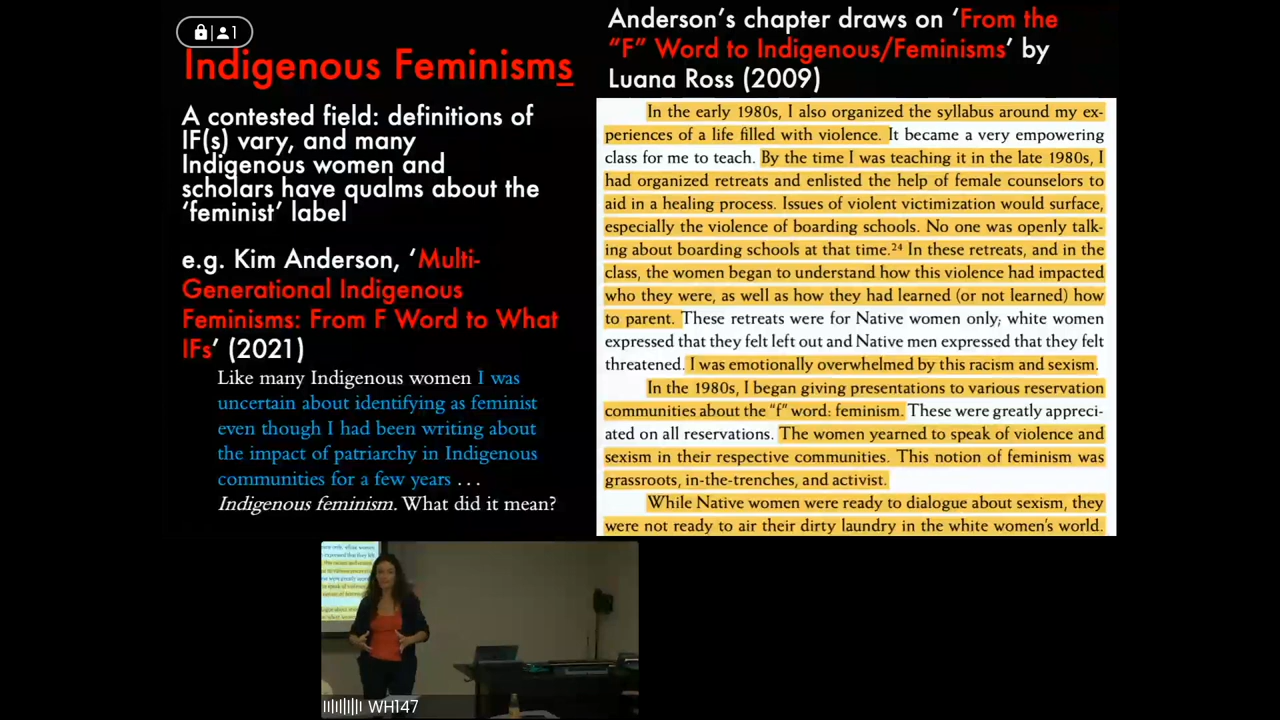 1
Indigenous Feminisms
A contested field: definitions of
IF(s) vary, and many
Indigenous women and
scholars have qualms about the
‘feminist’ label
e.g. Kim Anderson, ‘Multi-
Generational Indigenous
Feminisms: From F Word to What
IFs’ (2021)
Like many Indigenous women I was
uncertain about identifying as feminist
even though I had been writing about
the impact of patriarchy in Indigenous
communities for a few years . . .
Indigenous feminism. What did it mean?
Anderson’s chapter draws on ‘From the
“F” Word to Indigenous/Feminisms’ by
Luana Ross (2009)
In the early 1980s, I also organized the syllabus around my ex-
periences of a life filled with violence. It became a very empowering
class for me to teach. By the time I was teaching it in the late 1980s, I
had organized retreats and enlisted the help of female counselors to
aid in a healing process. Issues of violent victimization would surface,
especially the violence of boarding schools. No one was openly talk-
ing about boarding schools at that time.24 In these retreats, and in the
class, the women began to understand how this violence had impacted
who they were, as well as how they had learned (or not learned) how
to parent. These retreats were for Native women only; white women
expressed that they felt left out and Native men expressed that they felt
threatened. I was emotionally overwhelmed by this racism and sexism.
In the 1980s, I began giving presentations to various reservation
communities about the “f” word: feminism. These were greatly appreci-
ated on all reservations. The women yearned to speak of violence and
sexism in their respective communities. This notion of feminism was
grassroots, in-the-trenches, and activist.
While Native women were ready to dialogue about sexism, they
were not ready to air their dirty laundry in the white women’s world.
WH147